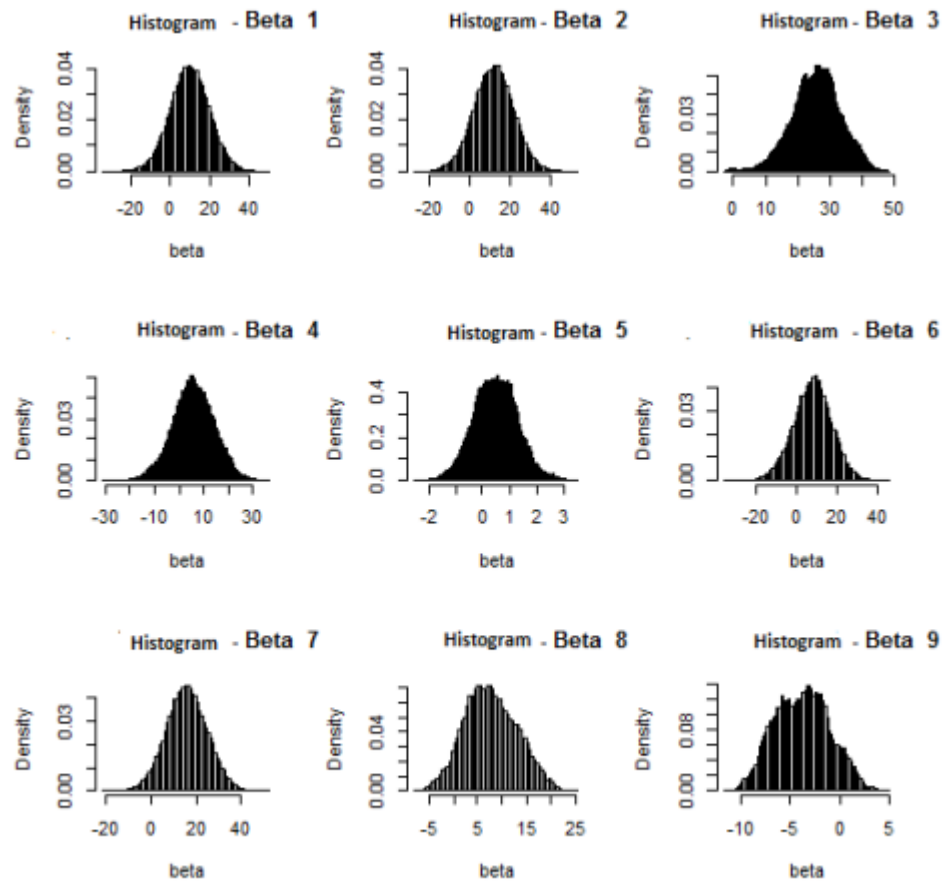 Histogram - Beta 1
Histogram - Beta 2
Histogram - Beta 3
Density
0.00 0.02 0.04
-20 0 20 40
beta
Density
0.00 0.02 0.04
-20 0 20 40
beta
Density
0.00 0.03
0 10 30 50
beta
Histogram - Beta 4
Histogram - Beta 5
Histogram - Beta 6
Density
0.00 0.03
-30 -10 10 30
beta
Density
0.0 0.2 0.4
-2 0 1 2 3
beta
Density
0.00 0.03
-20 0 20 40
beta
Histogram - Beta 7
Histogram - Beta 8
Histogram - Beta 9
Density
0.00 0.03
-20 0 20 40
beta
Density
0.00 0.04
-5 5 15 25
beta
Density
0.00 0.08
-10 -5 0 5
beta